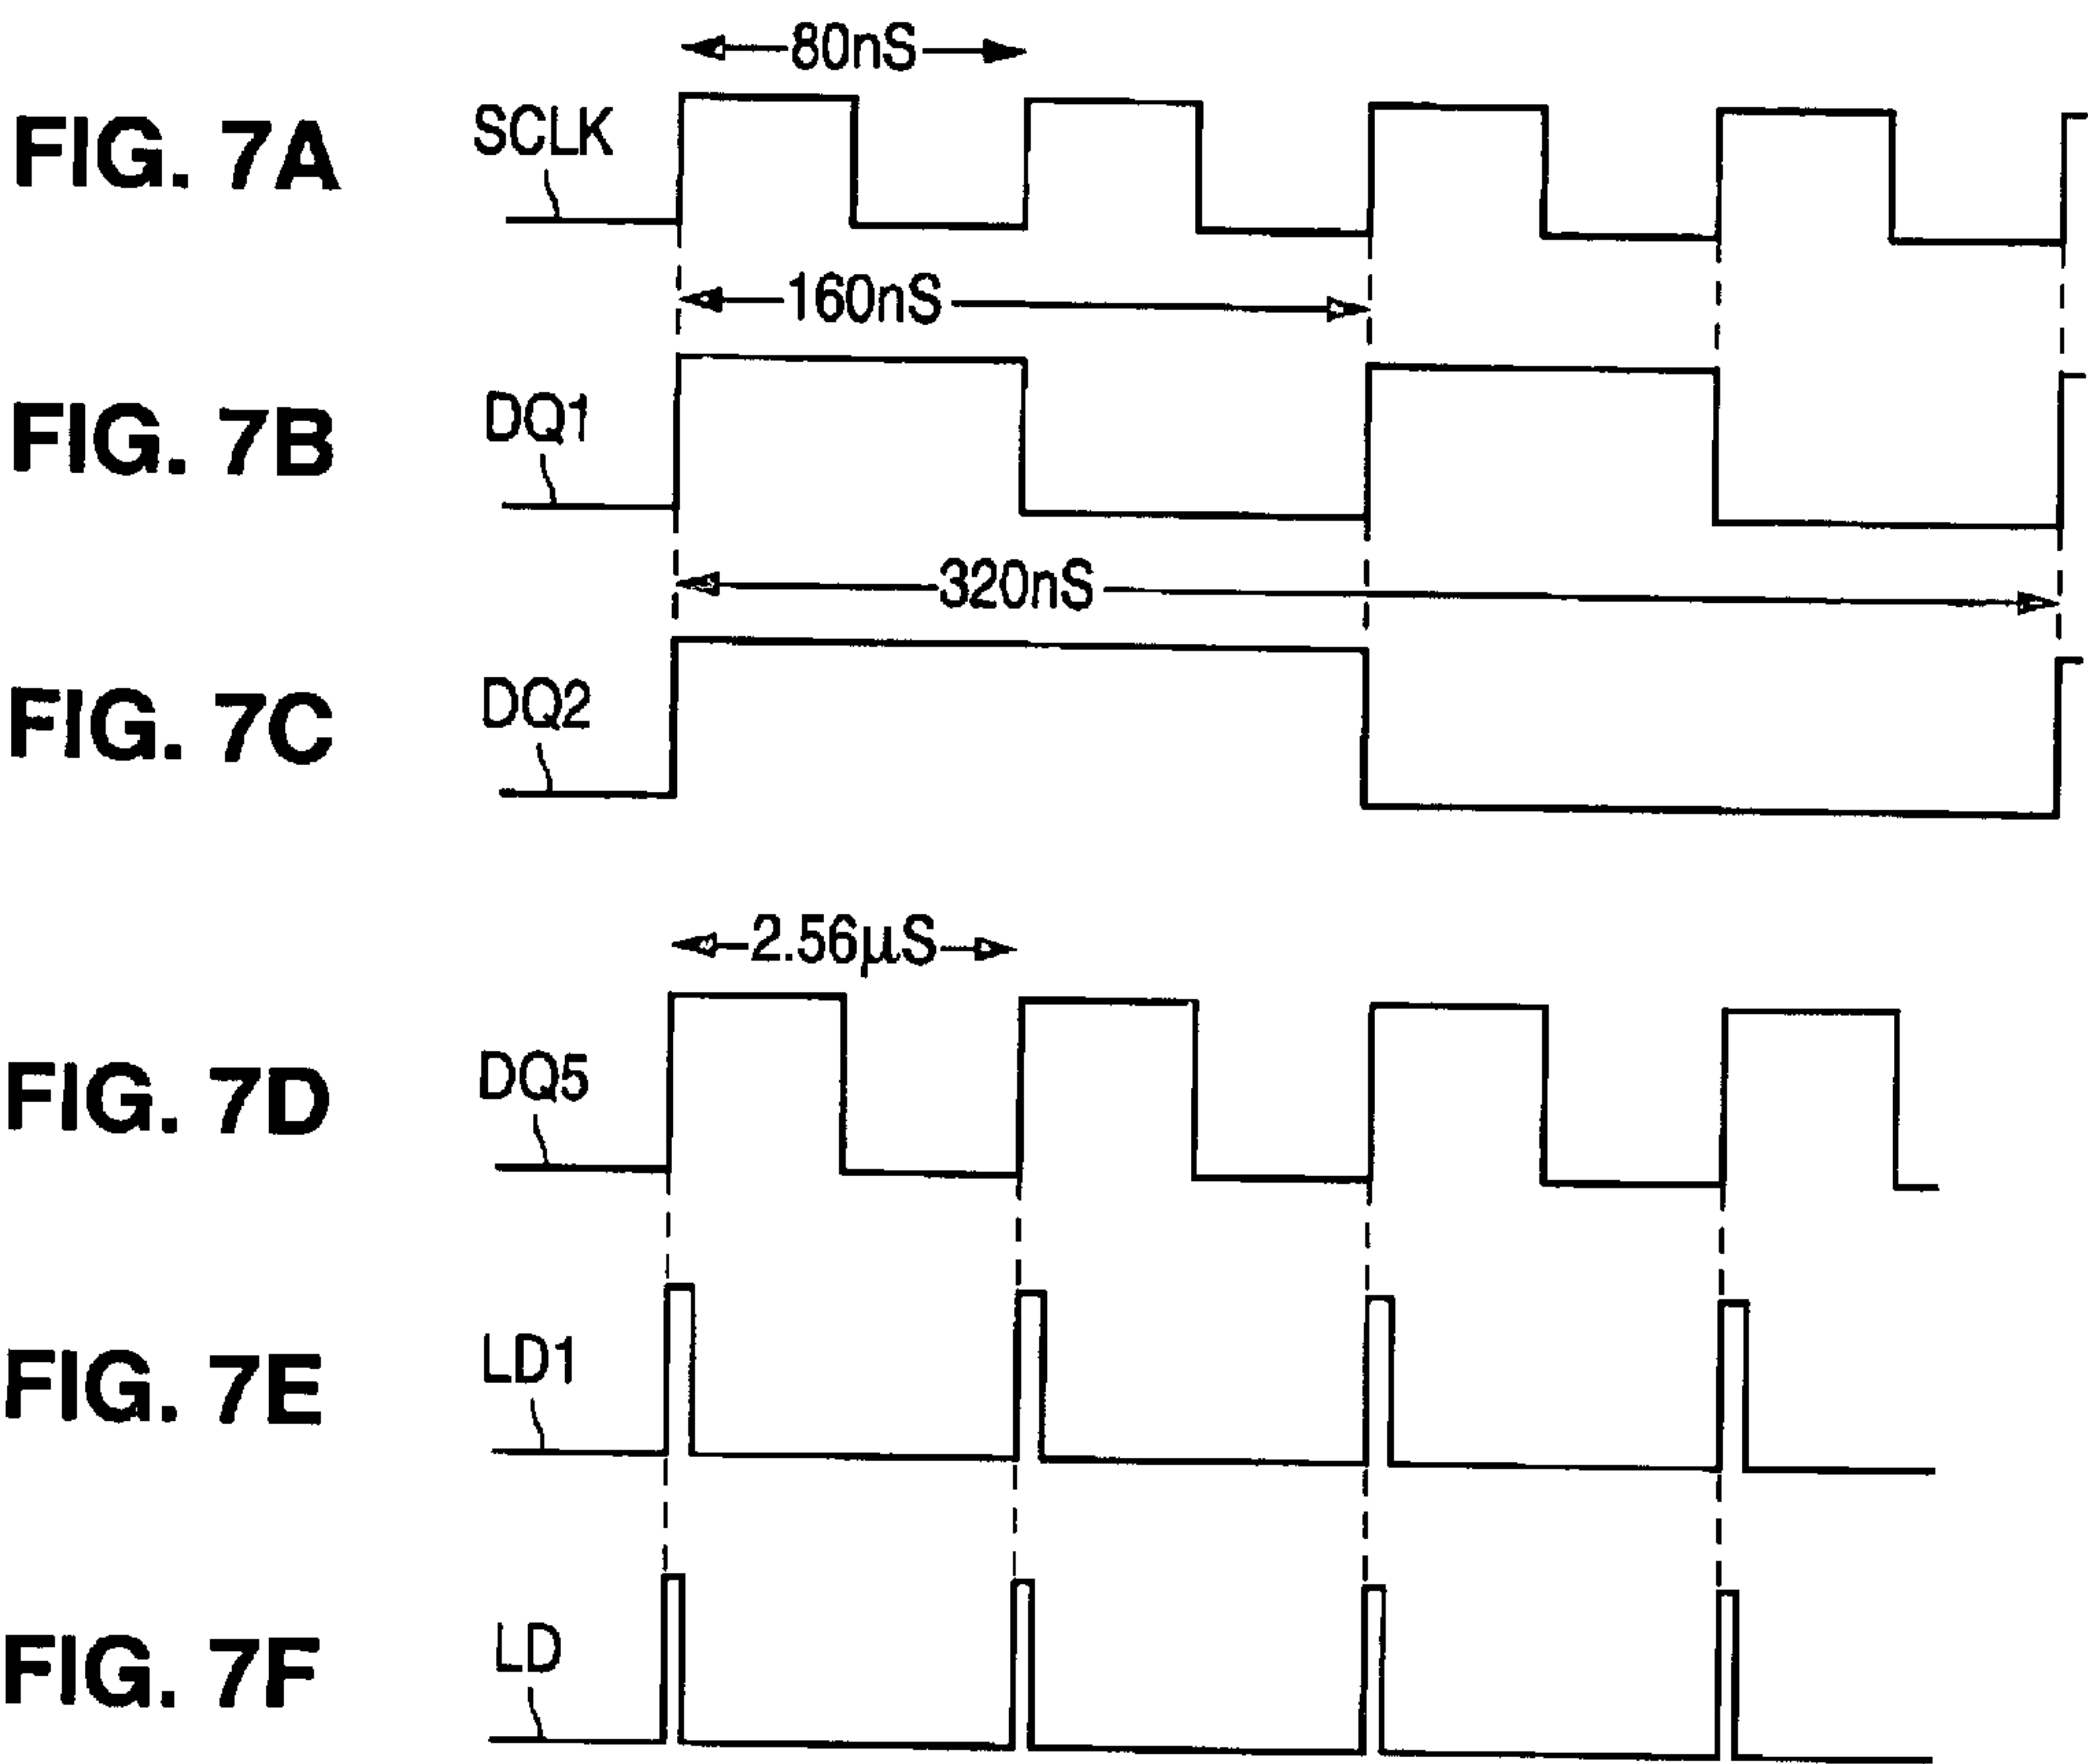 80nS
FIG. 7A SCLK
160nS
FIG. 7B DQ1
320nS
FIG. 7C DQ2
2.56µS
FIG. 7D DQ5
FIG. 7E LD1
FIG. 7F LD